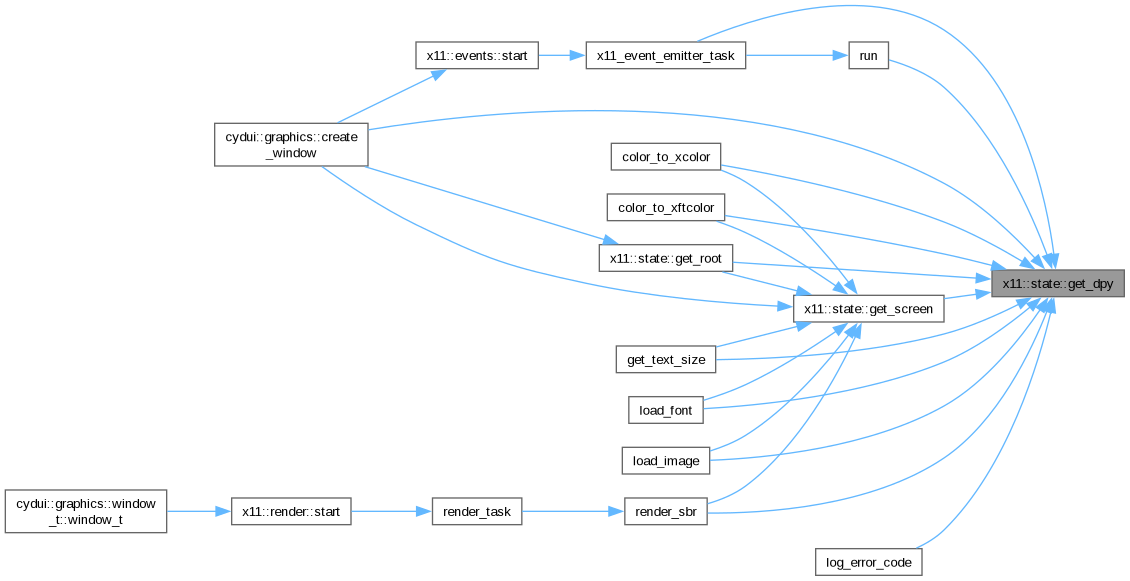 x11::events::start
x11_event_emitter_task
run
cydui::graphics::create
_window
color_to_xcolor
color_to_xftcolor
x11::state::get_root
x11::state::get_dpy
x11::state::get_screen
get_text_size
load_font
load_image
cydui::graphics::window
_t::window_t
x11::render::start
render_task
render_sbr
log_error_code